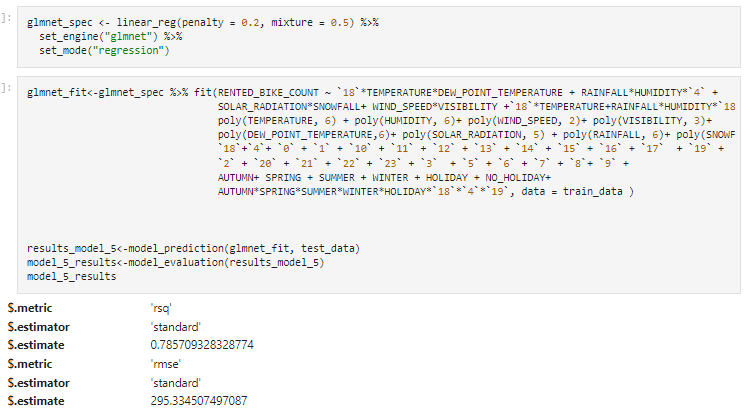 ]:
glmnet_spec <- linear_reg(penalty = 0.2, mixture = 0.5) %>%
set_engine("glmnet") %>%
set_mode("regression")
]:
glmnet_fit<-glmnet_spec %>% fit(RENTED_BIKE_COUNT ~ `18`*TEMPERATURE*DEW_POINT_TEMPERATURE + RAINFALL*HUMIDITY*`4` +
SOLAR_RADIATION*SNOWFALL+ WIND_SPEED*VISIBILITY +`18`*TEMPERATURE+RAINFALL*HUMIDITY*`18
poly(TEMPERATURE, 6) + poly(HUMIDITY, 6)+ poly(WIND_SPEED, 2)+ poly(VISIBILITY, 3)+
poly(DEW_POINT_TEMPERATURE,6)+ poly(SOLAR_RADIATION, 5) + poly(RAINFALL, 6)+ poly(SNOWF
`18`+`4`+ `0` + `1` + `10` + `11` + `12` + `13` + `14` + `15` + `16` + `17` + `19` +
`2` + `20` + `21` + `22` + `23` + `3` + `5` + `6` + `7` + `8`+ `9` +
AUTUMN+ SPRING + SUMMER + WINTER + HOLIDAY + NO_HOLIDAY+
AUTUMN*SPRING*SUMMER*WINTER*HOLIDAY*`18`*`4`*`19`, data = train_data )
results_model_5<-model_prediction(glmnet_fit, test_data)
model_5_results<-model_evaluation(results_model_5)
model_5_results
$.metric 'rsq'
$.estimator 'standard'
$.estimate 0.785709328328774
$.metric 'rmse'
$.estimator 'standard'
$.estimate 295.334507497087